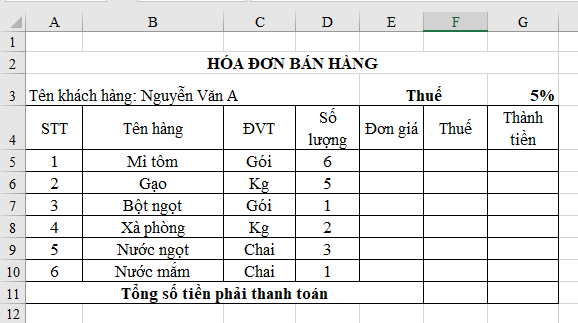 A B C D E F G
1
2 HÓA ĐƠN BÁN HÀNG
3 Tên khách hàng: Nguyễn Văn A Thuế 5%
4 STT Tên hàng ĐVT Số lượng Đơn giá Thuế Thành tiền
5 1 Mì tôm Gói 6
6 2 Gạo Kg 5
7 3 Bột ngọt Gói 1
8 4 Xà phòng Kg 2
9 5 Nước ngọt Chai 3
10 6 Nước mắm Chai 1
11 Tổng số tiền phải thanh toán
12